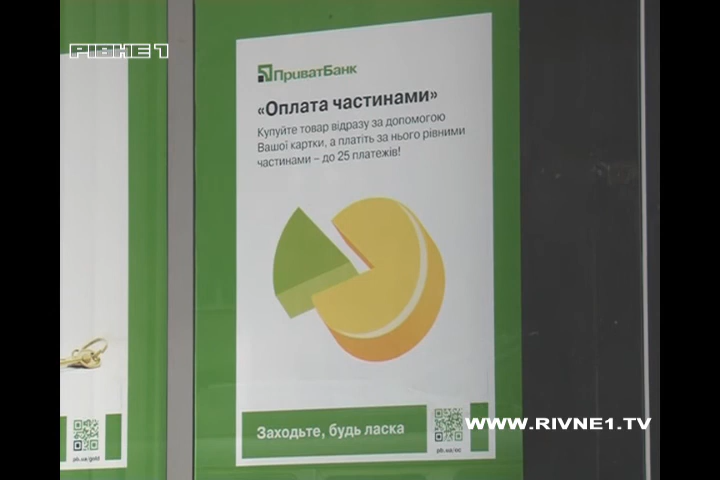 РІВНЕ 1
ПриватБанк
«Оплата частинами»
Купуйте товар відразу за допомогою
Вашої картки, а платіть за нього рівними
частинами – до 25 платежів!
Заходьте, будь ласка
pb.ua/gold
pb.ua/oc
WWW.RIVNE1.TV